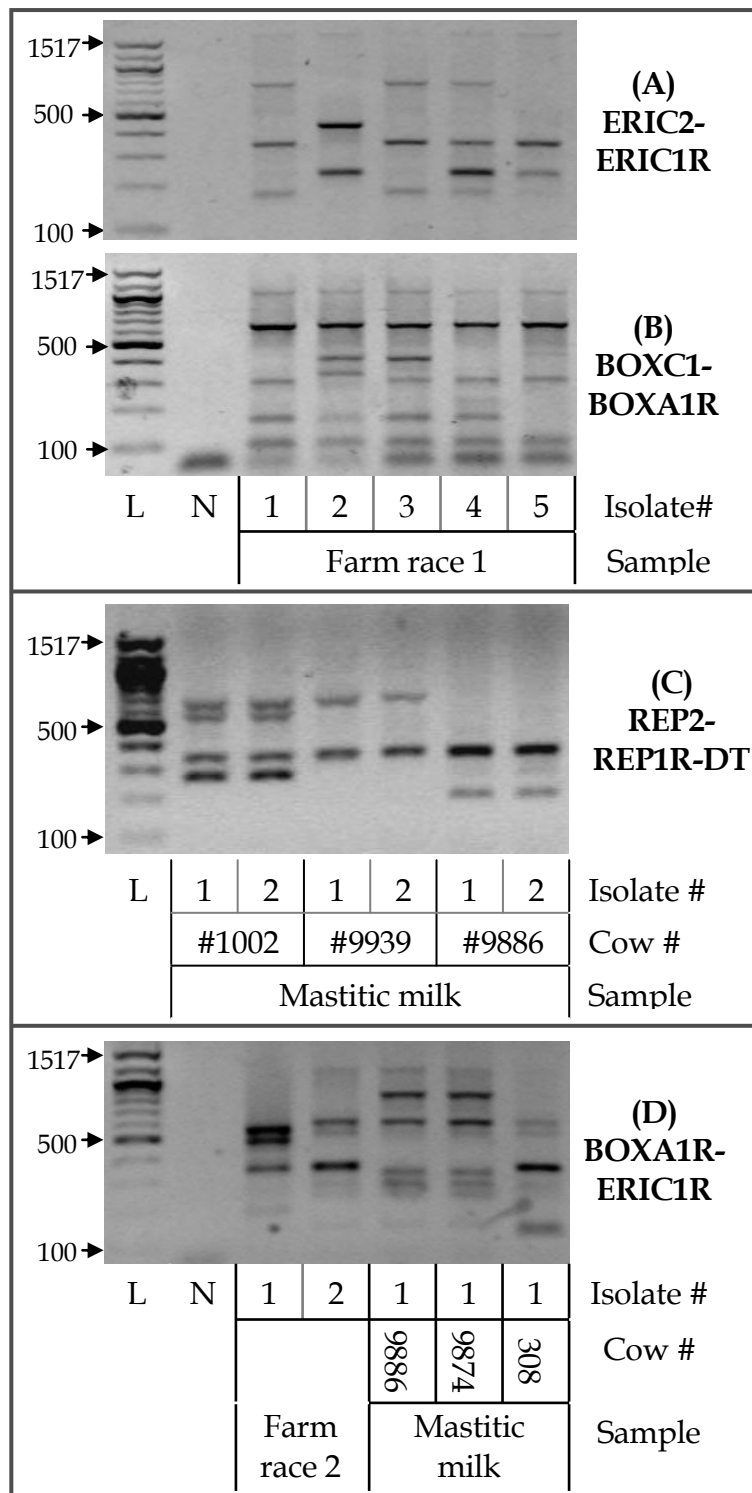 1517
500
100
(A)
ERIC2-
ERIC1R
1517
500
100
(B)
BOXC1-
BOXA1R
L N 1 2 3 4 5 Isolate#
Farm race 1 Sample
1517
500
100
(C)
REP2-
REP1R-DT
L 1 2 1 2 1 2 Isolate #
#1002 #9939 #9886 Cow #
Mastitic milk Sample
1517
500
100
(D)
BOXA1R-
ERIC1R
L N 1 2 1 1 1 Isolate #
9886 9874 308 Cow #
Farm race 2 Mastitic milk Sample